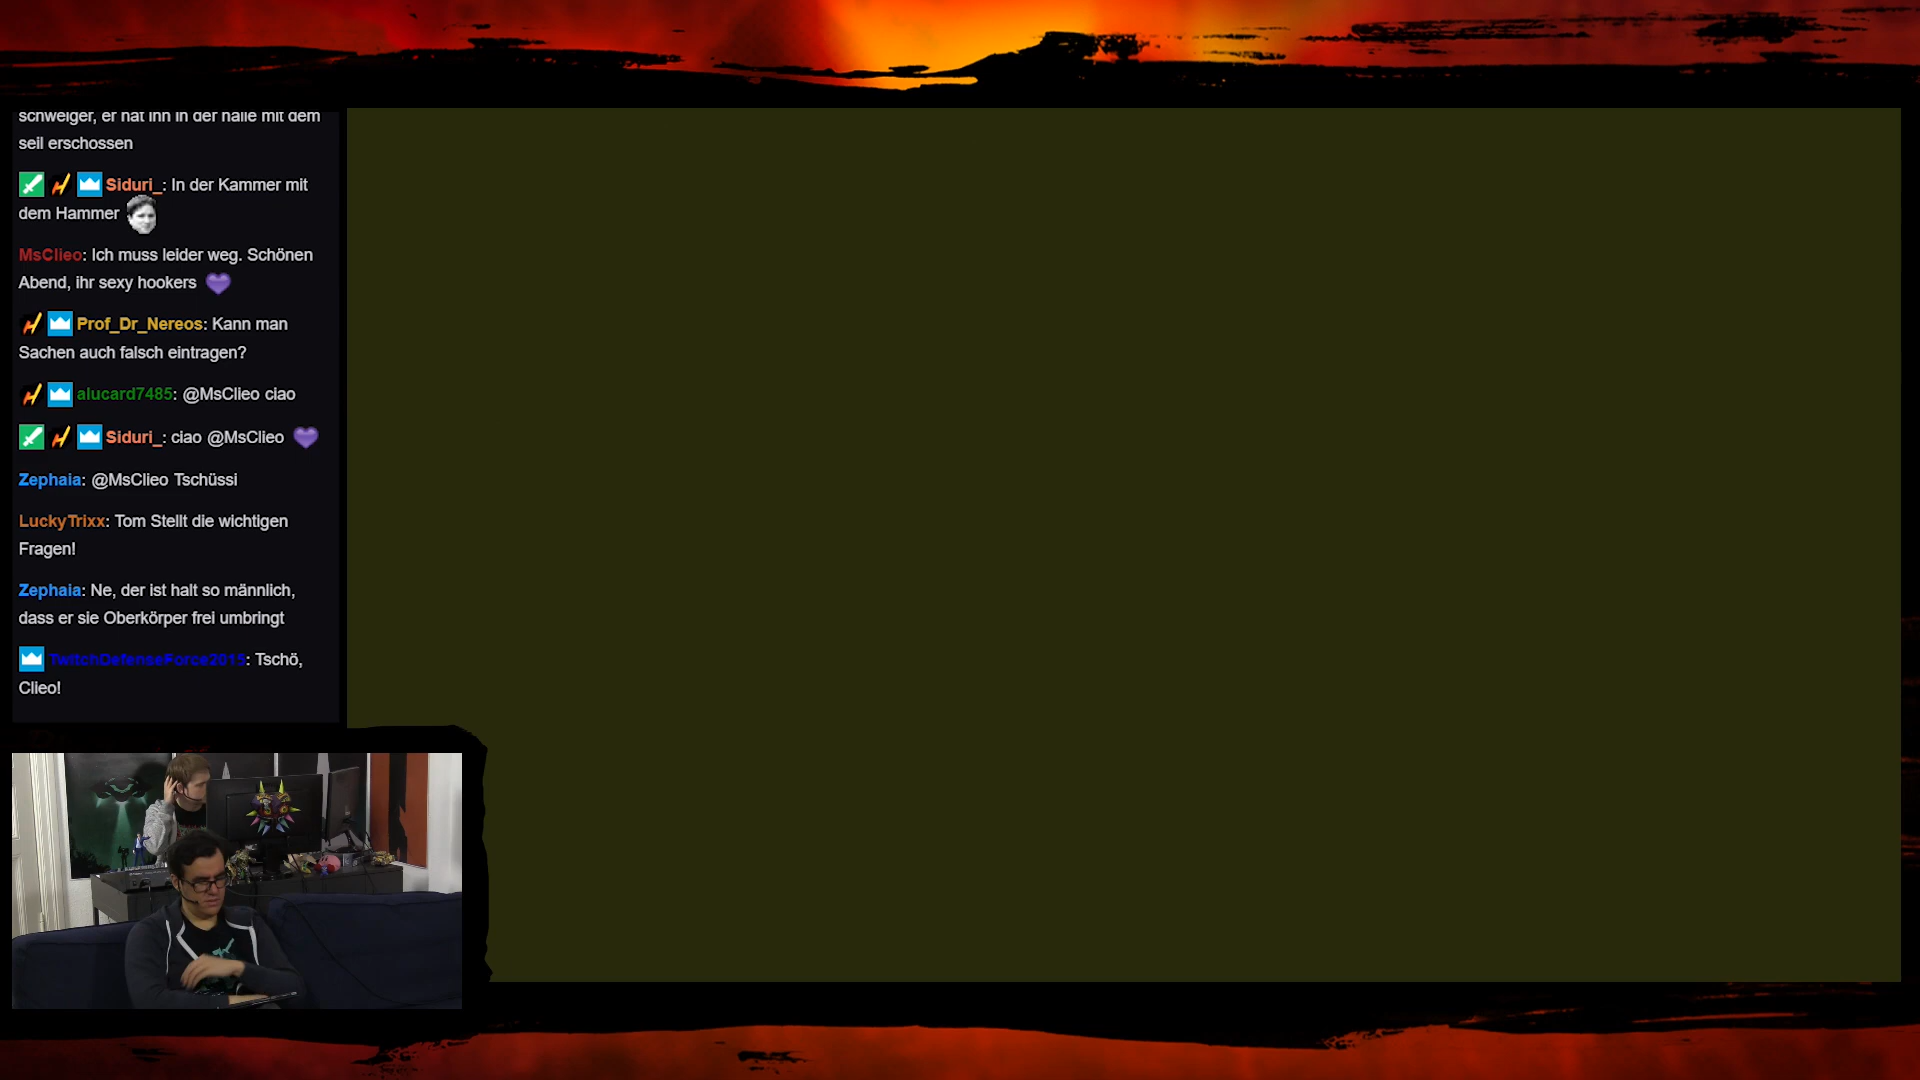 schweiger, er hat ihn in der halle mit dem
seil erschossen
Siduri_: In der Kammer mit
dem Hammer
MsClieo: Ich muss leider weg. Schönen
Abend, ihr sexy hookers
Prof_Dr_Nereos: Kann man
Sachen auch falsch eintragen?
alucard7485: @MsClieo ciao
Siduri_: ciao @MsClieo
Zephaia: @MsClieo Tschüssi
LuckyTrixx: Tom Stellt die wichtigen
Fragen!
Zephaia: Ne, der ist halt so männlich,
dass er sie Oberkörper frei umbringt
TwitchDefenseForce2015: Tschö,
Clieo!